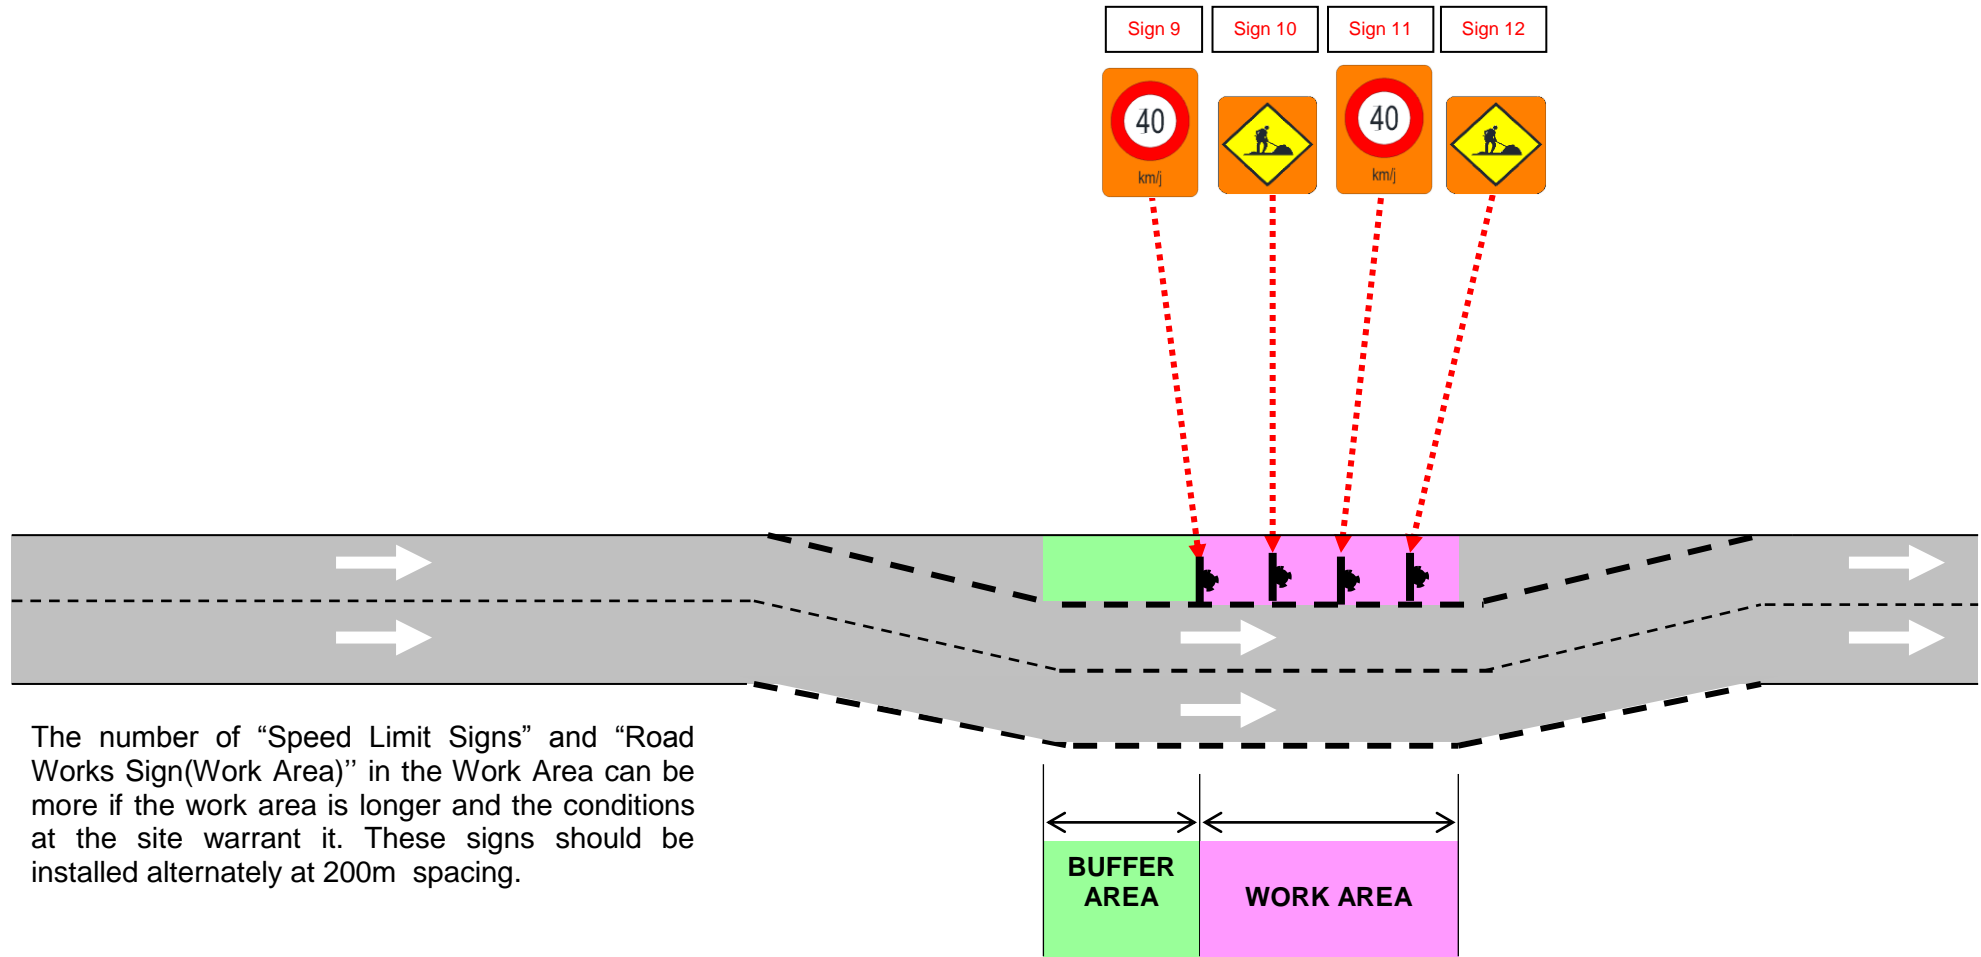 Sign 9
Sign 10
Sign 11
Sign 12
40
km/j
40
km/j
The number of “Speed Limit Signs” and “Road
Works Sign(Work Area)’’ in the Work Area can be
more if the work area is longer and the conditions
at the site warrant it. These signs should be
installed alternately at 200m spacing.
BUFFER
AREA
WORK AREA